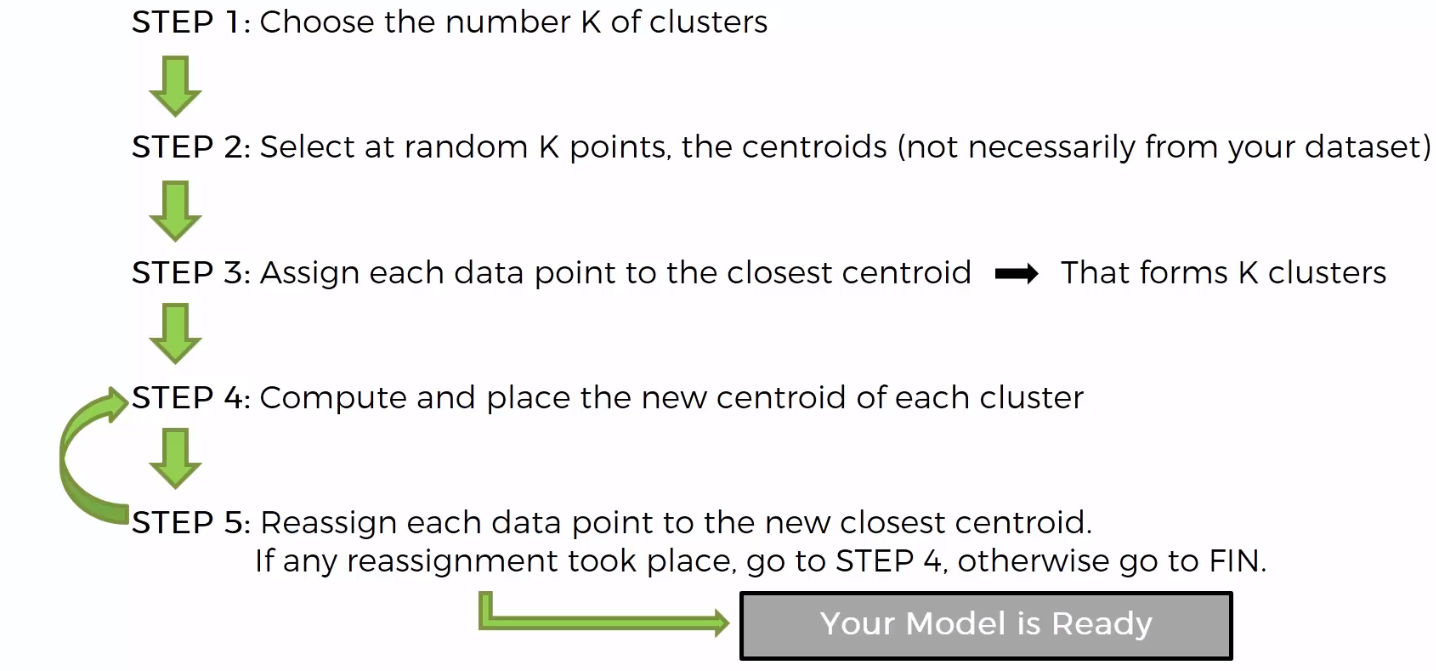 STEP 1: Choose the number K of clusters
STEP 2: Select at random K points, the centroids (not necessarily from your dataset)
STEP 3: Assign each data point to the closest centroid That forms K clusters
STEP 4: Compute and place the new centroid of each cluster
STEP 5: Reassign each data point to the new closest centroid.
If any reassignment took place, go to STEP 4, otherwise go to FIN.
Your Model is Ready